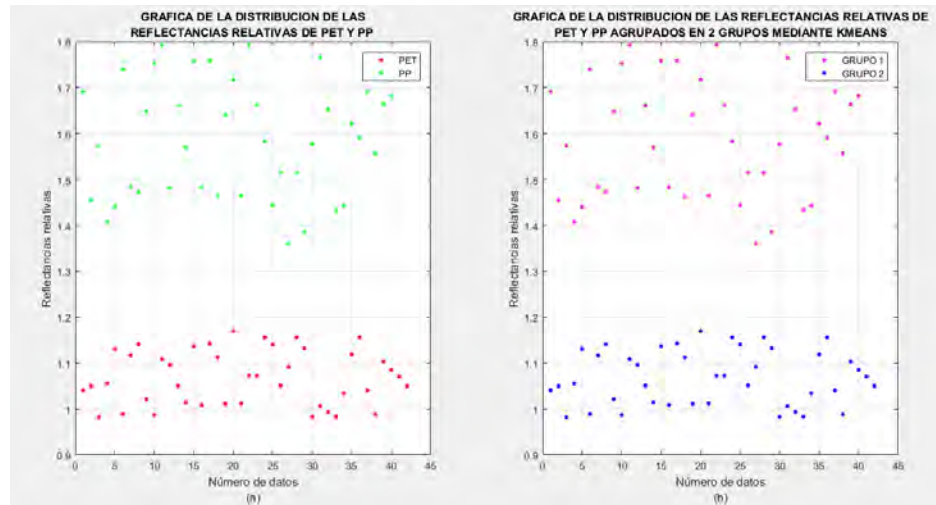 GRAFICA DE LA DISTRIBUCION DE LAS
REFLECTANCIAS RELATIVAS DE PET Y PP
1.8
1.7
1.6
1.5
1.4
1.3
1.2
1.1
1
0.9
Reflectancias relativas
PET
PP
0 5 10 15 20 25 30 35 40 45
Número de datos
(a)
GRAFICA DE LA DISTRIBUCION DE LAS REFLECTANCIAS RELATIVAS DE
PET Y PP AGRUPADOS EN 2 GRUPOS MEDIANTE KMEANS
1.8
1.7
1.6
1.5
1.4
1.3
1.2
1.1
1
0.9
Reflectancias relativas
GRUPO 1
GRUPO 2
0 5 10 15 20 25 30 35 40 45
Número de datos
(b)